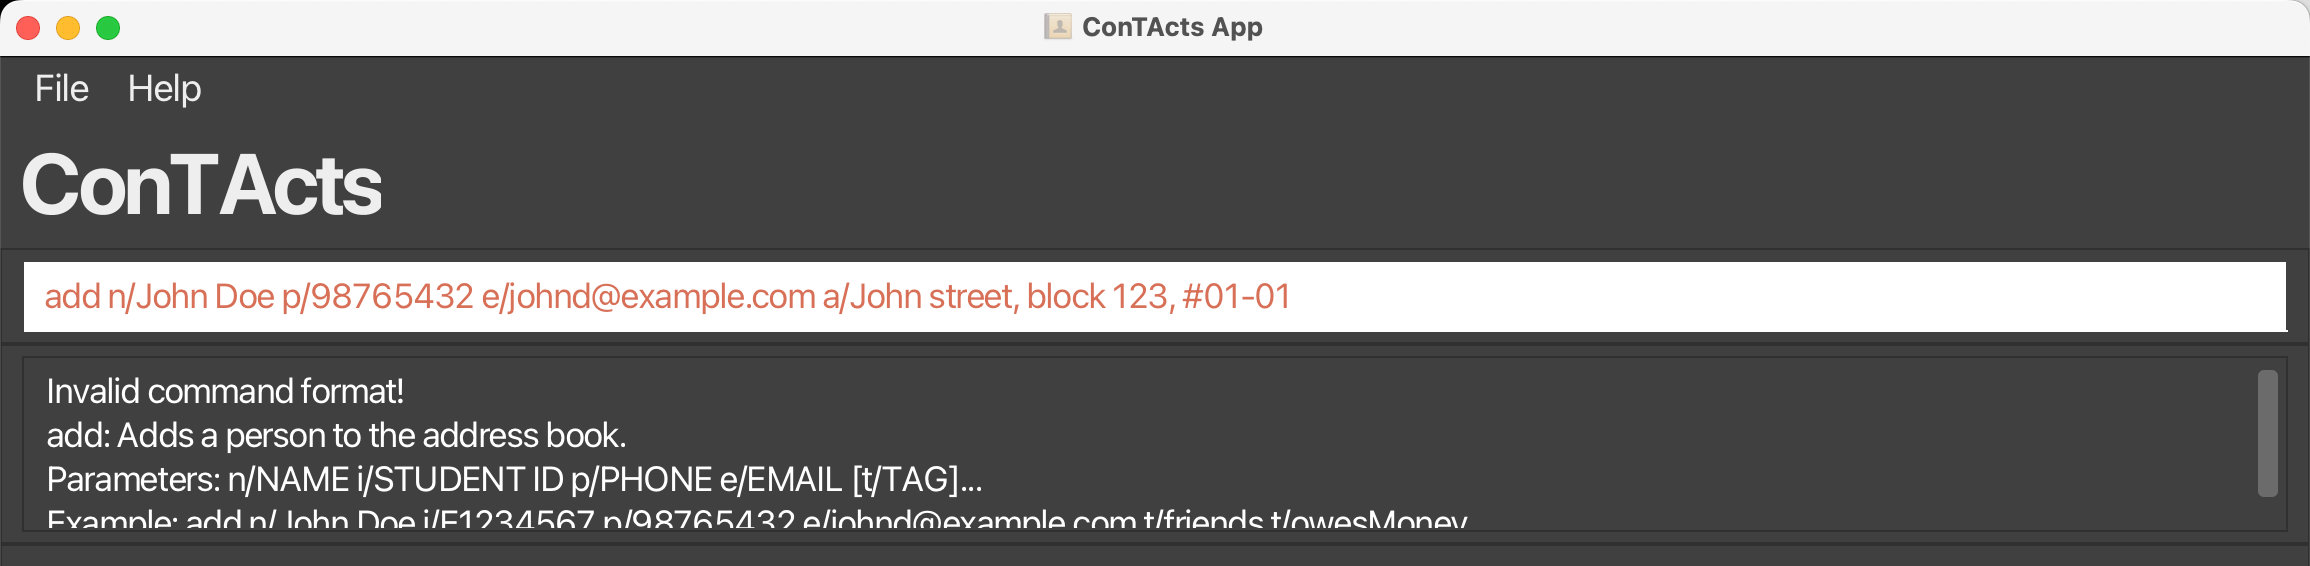 ConTActs App
File Help
ConTActs
add n/John Doe p/98765432 e/johnd@example.com a/John street, block 123, #01-01
Invalid command format!
add: Adds a person to the address book.
Parameters: n/NAME i/STUDENT ID p/PHONE e/EMAIL [t/TAG]...
Example: add n/John Doe i/E1234567 p/98765432 e/johnd@example.com t/friends t/owesMoney